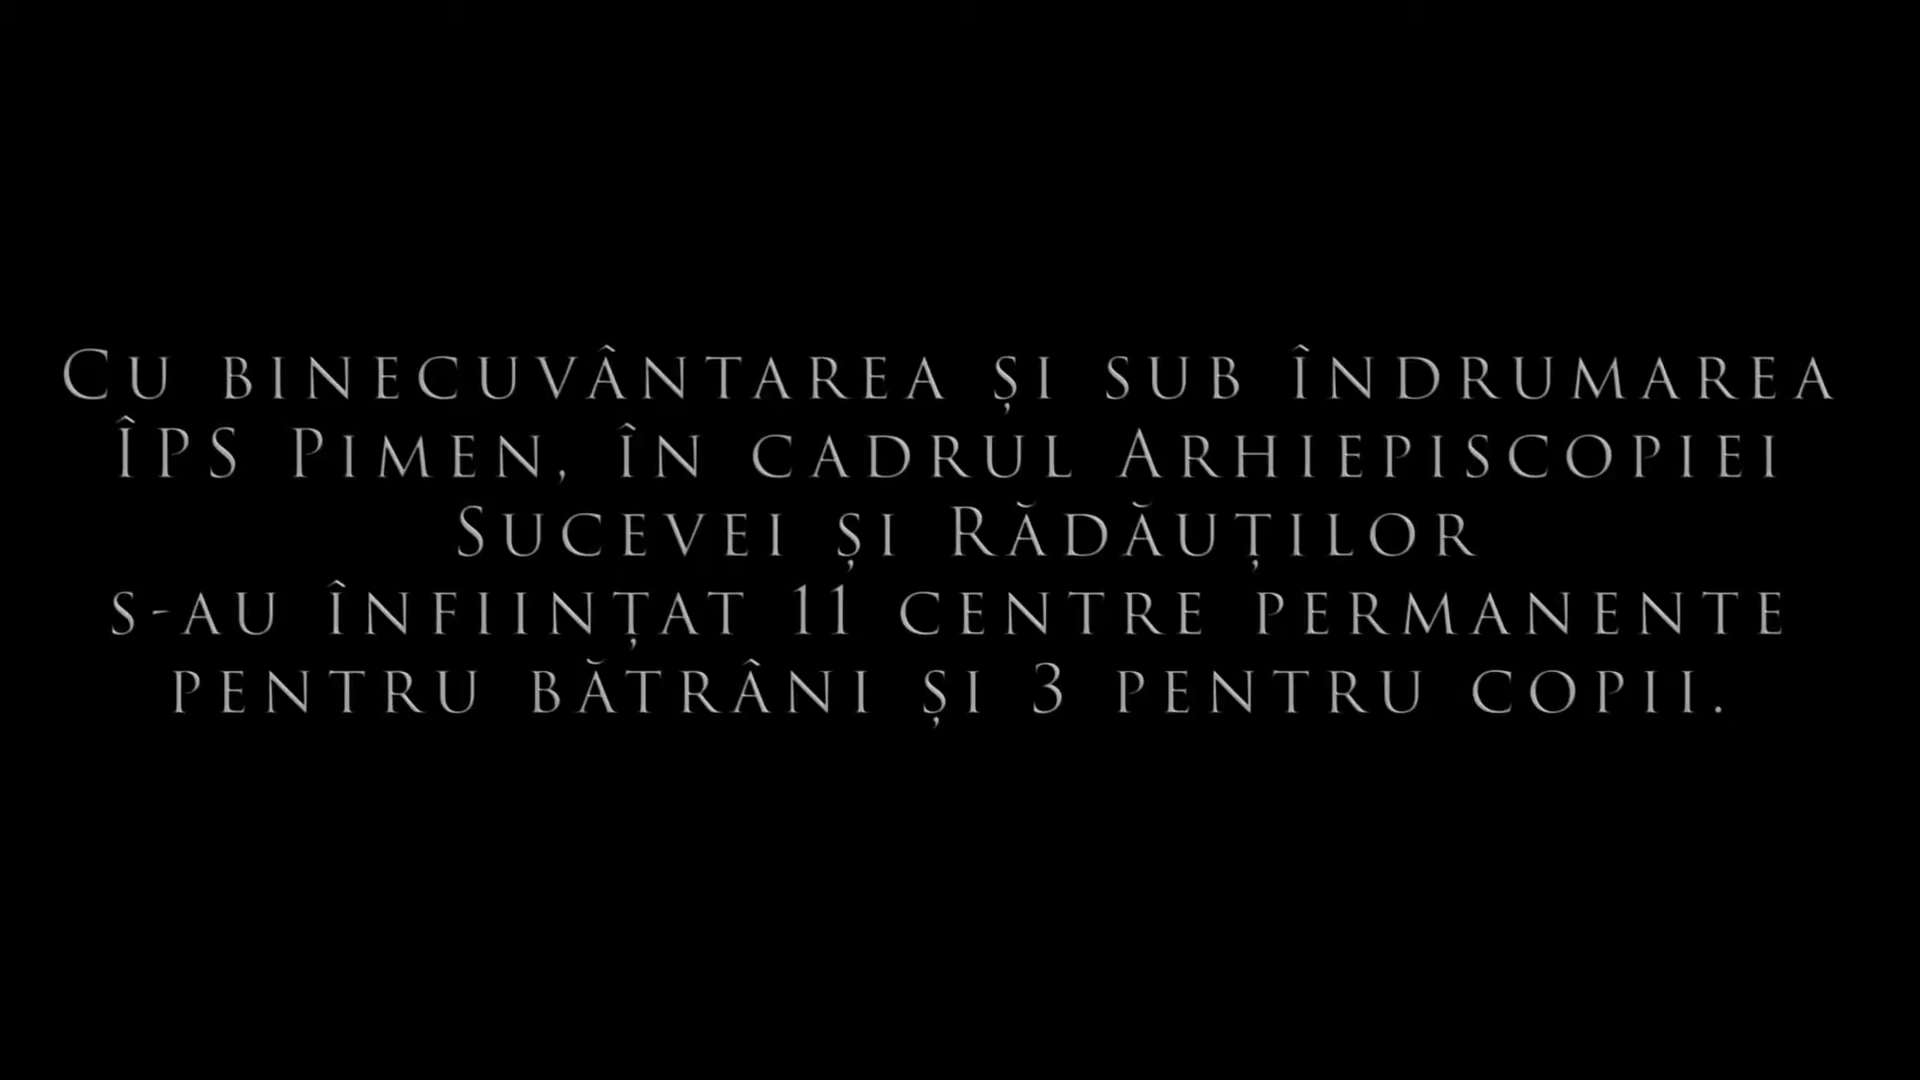 Cu binecuvântarea și sub îndrumarea
ÎPS Pimen, în cadrul Arhiepiscopiei
Sucevei și Rădăuților
s-au înființat 11 centre permanente
pentru bătrâni și 3 pentru copii.